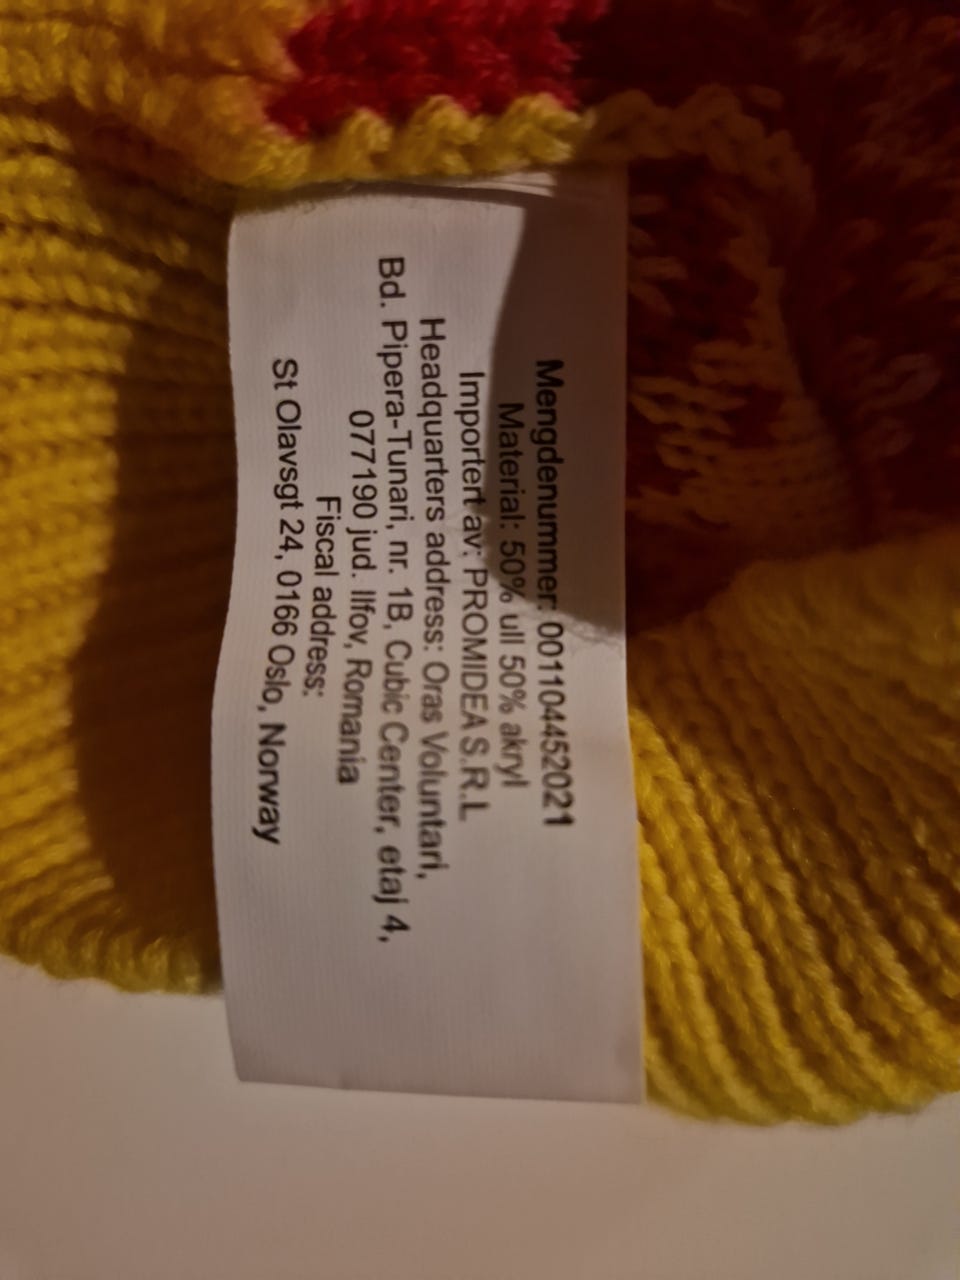 Mengdenummer: 001104452021
Material: 50% ull 50% akryl
Importert av: PROMIDEA S.R.L
Headquarters address: Oras Voluntari,
Bd. Pipera-Tunari, nr. 1B, Cubic Center, etaj 4,
077190 jud. Ilfov, Romania
Fiscal address:
St Olavsgt 24, 0166 Oslo, Norway